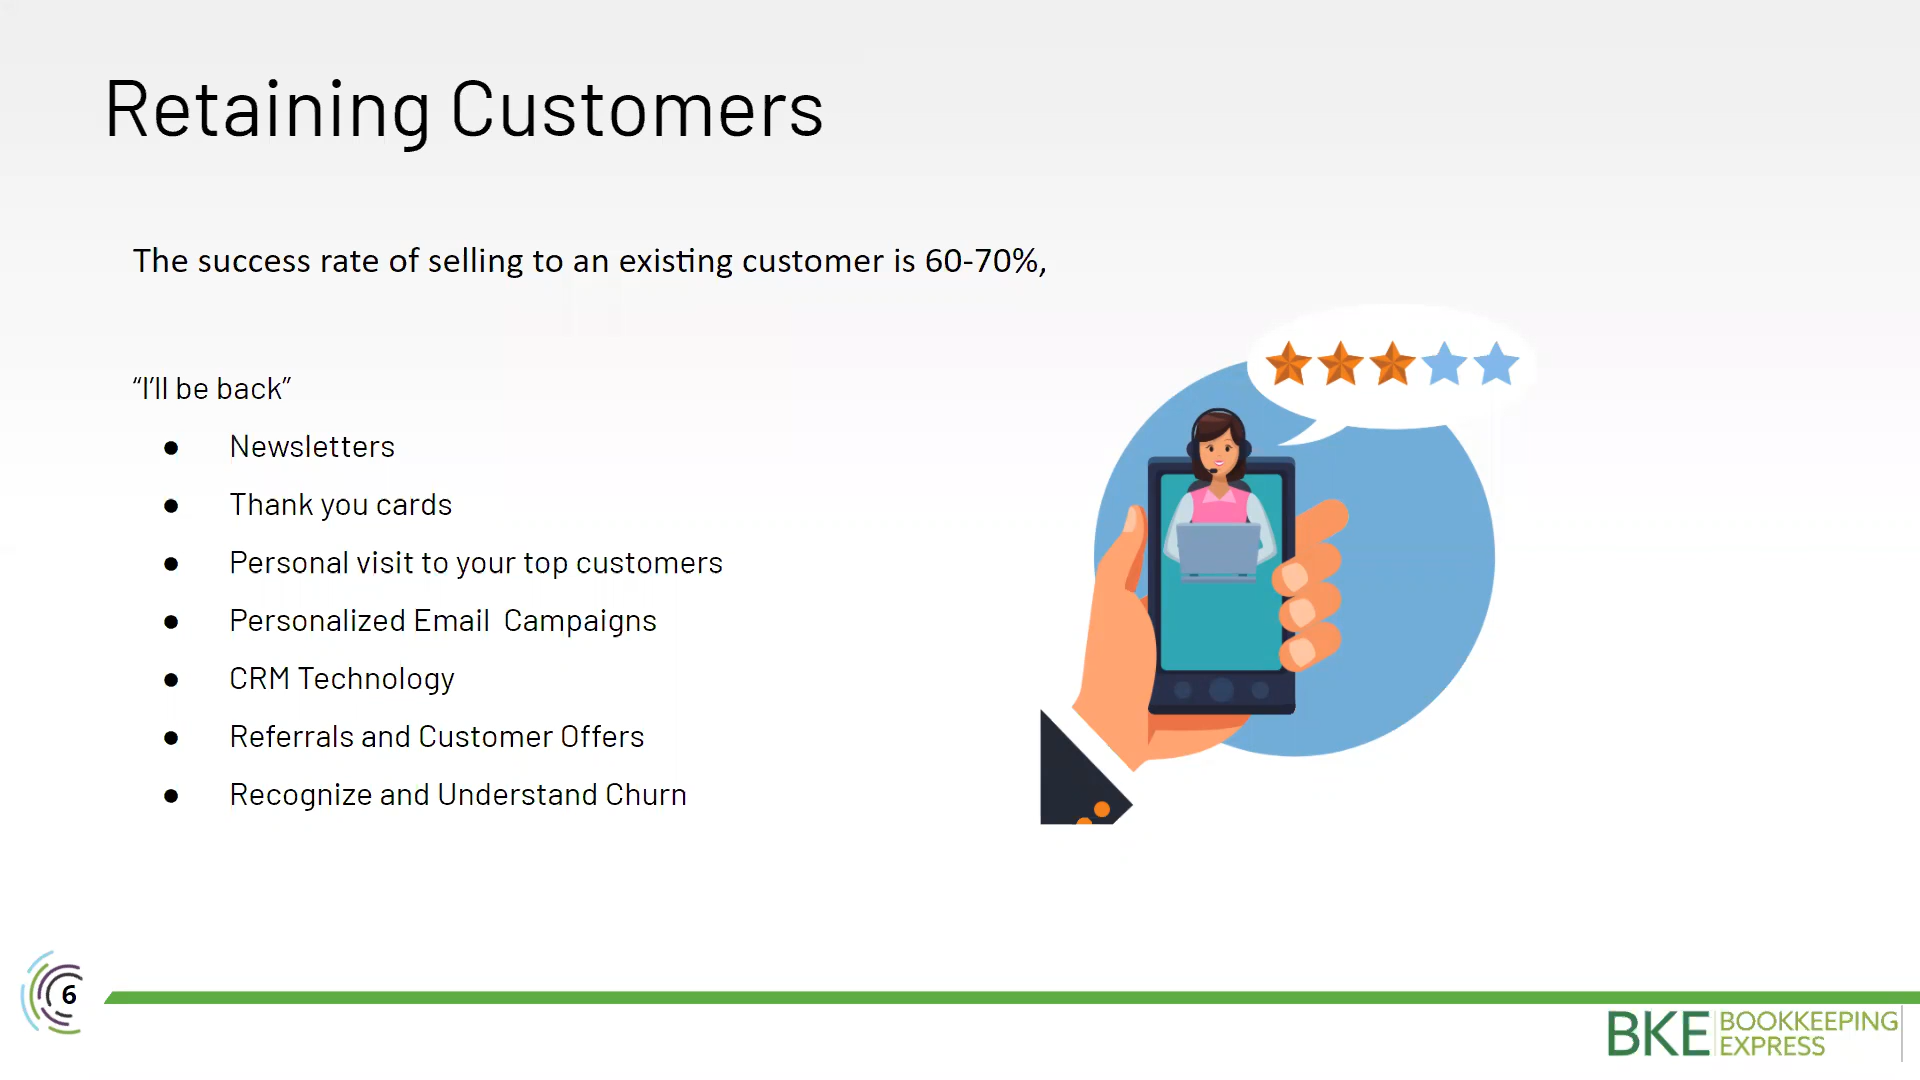 Retaining Customers
The success rate of selling to an existing customer is 60-70%,
“I’ll be back”
● Newsletters
● Thank you cards
● Personal visit to your top customers
● Personalized Email  Campaigns
● CRM Technology
● Referrals and Customer Offers
● Recognize and Understand Churn
6
BKE BOOKKEEPING
EXPRESS